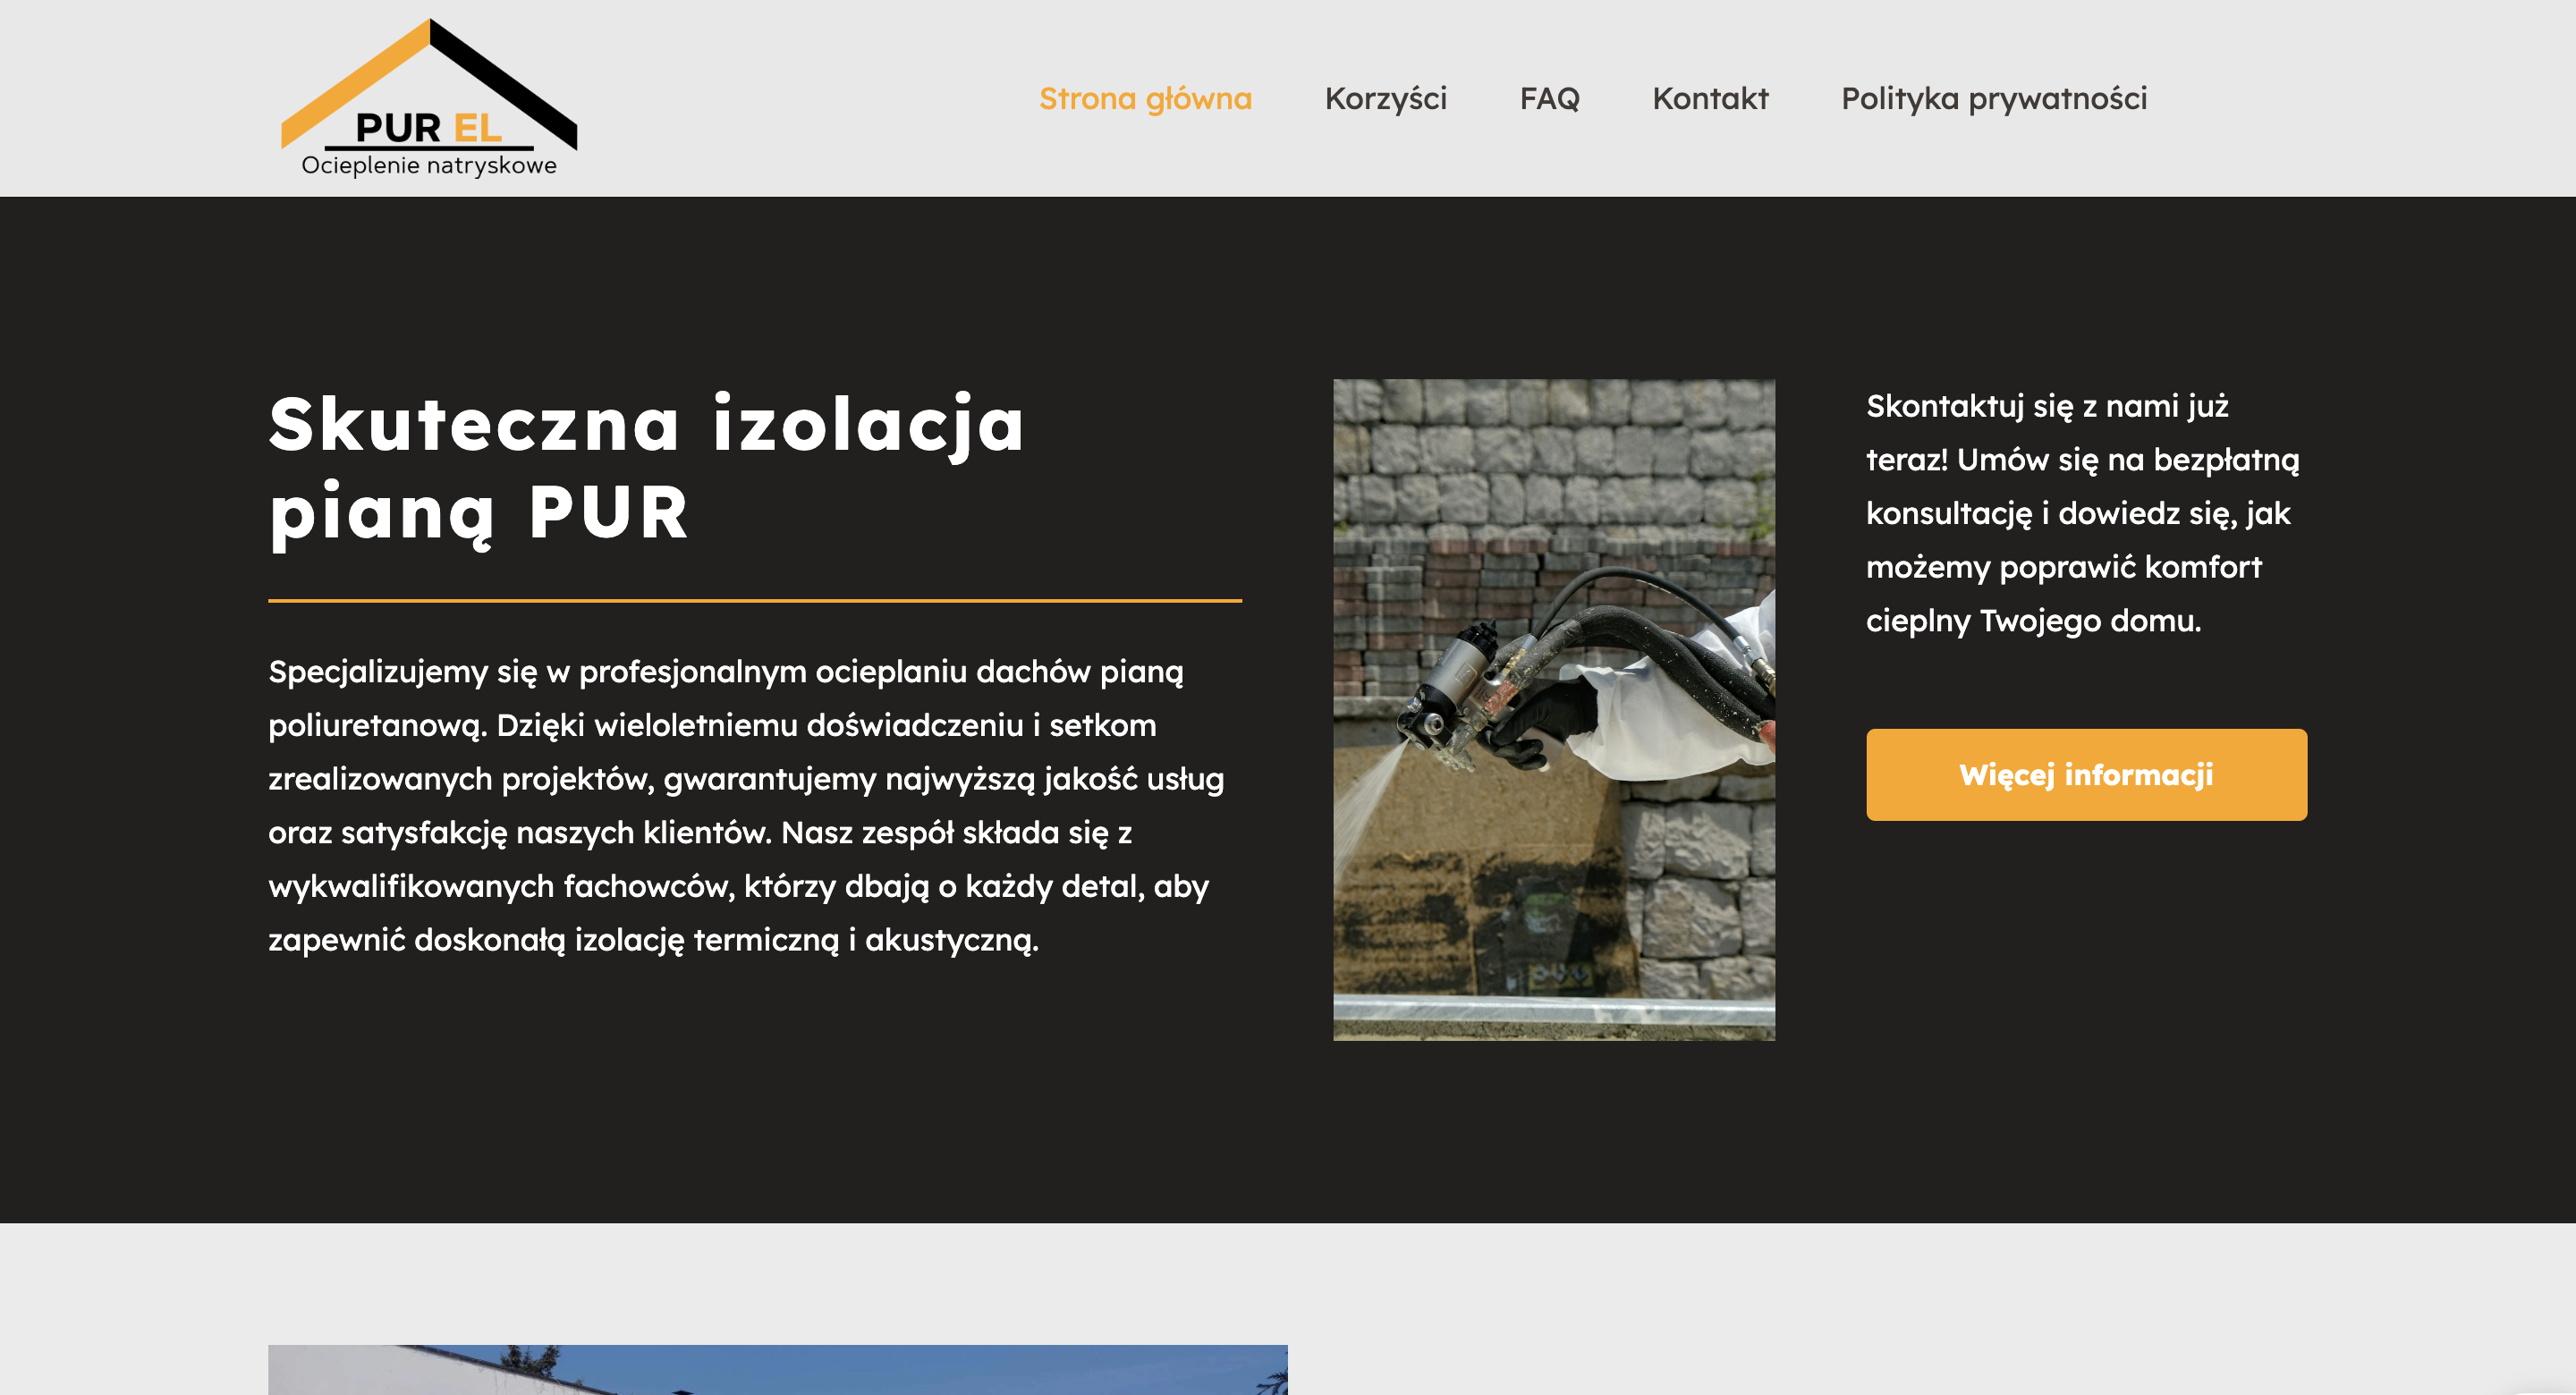 PUR EL
Ocieplenie natryskowe
Strona główna
Korzyści
FAQ
Kontakt
Polityka prywatności
Skuteczna izolacja
pianą PUR
Specjalizujemy się w profesjonalnym ocieplaniu dachów pianą
poliuretanową. Dzięki wieloletniemu doświadczeniu i setkom
zrealizowanych projektów, gwarantujemy najwyższą jakość usług
oraz satysfakcję naszych klientów. Nasz zespół składa się z
wykwalifikowanych fachowców, którzy dbają o każdy detal, aby
zapewnić doskonałą izolację termiczną i akustyczną.
Skontaktuj się z nami już
teraz! Umów się na bezpłatną
konsultację i dowiedz się, jak
możemy poprawić komfort
cieplny Twojego domu.
Więcej informacji